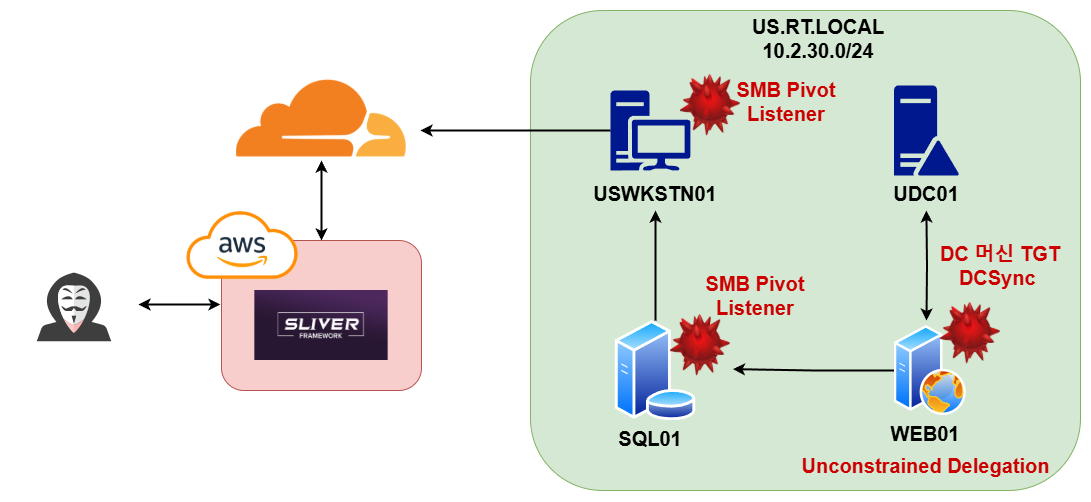 US.RT.LOCAL
10.2.30.0/24
SMB Pivot
Listener
USWKSTN01
UDC01
aws
SLIVER
FRAMEWORK
DC 머신 TGT
DCSync
SMB Pivot
Listener
SQL01
WEB01
Unconstrained Delegation